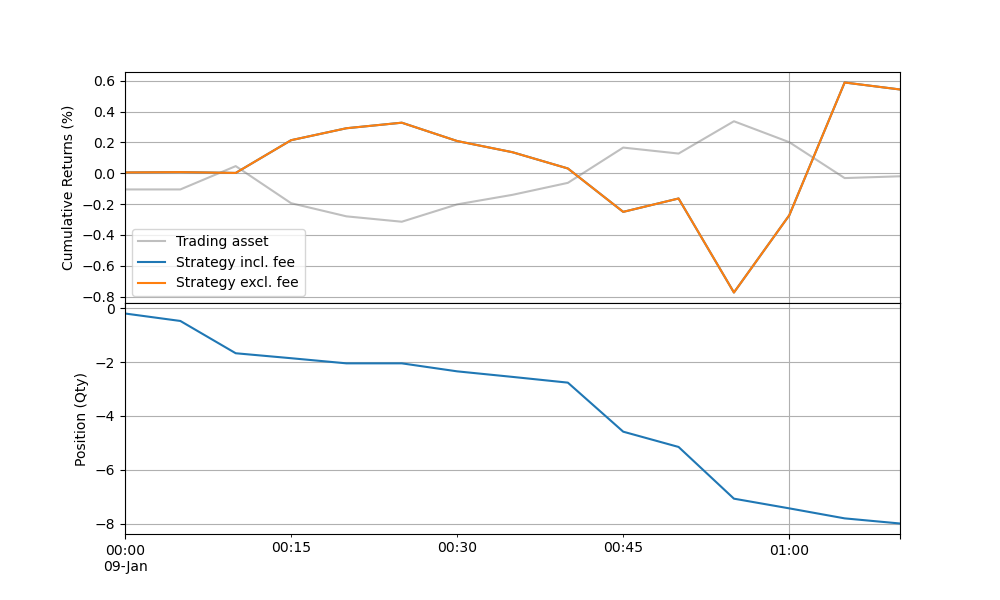 Cumulative Returns (%)
0.6
0.4
0.2
0.0
−0.2
−0.4
−0.6
−0.8
Trading asset
Strategy incl. fee
Strategy excl. fee
Position (Qty)
0
−2
−4
−6
−8
00:00 00:15 00:30 00:45 01:00
09-Jan